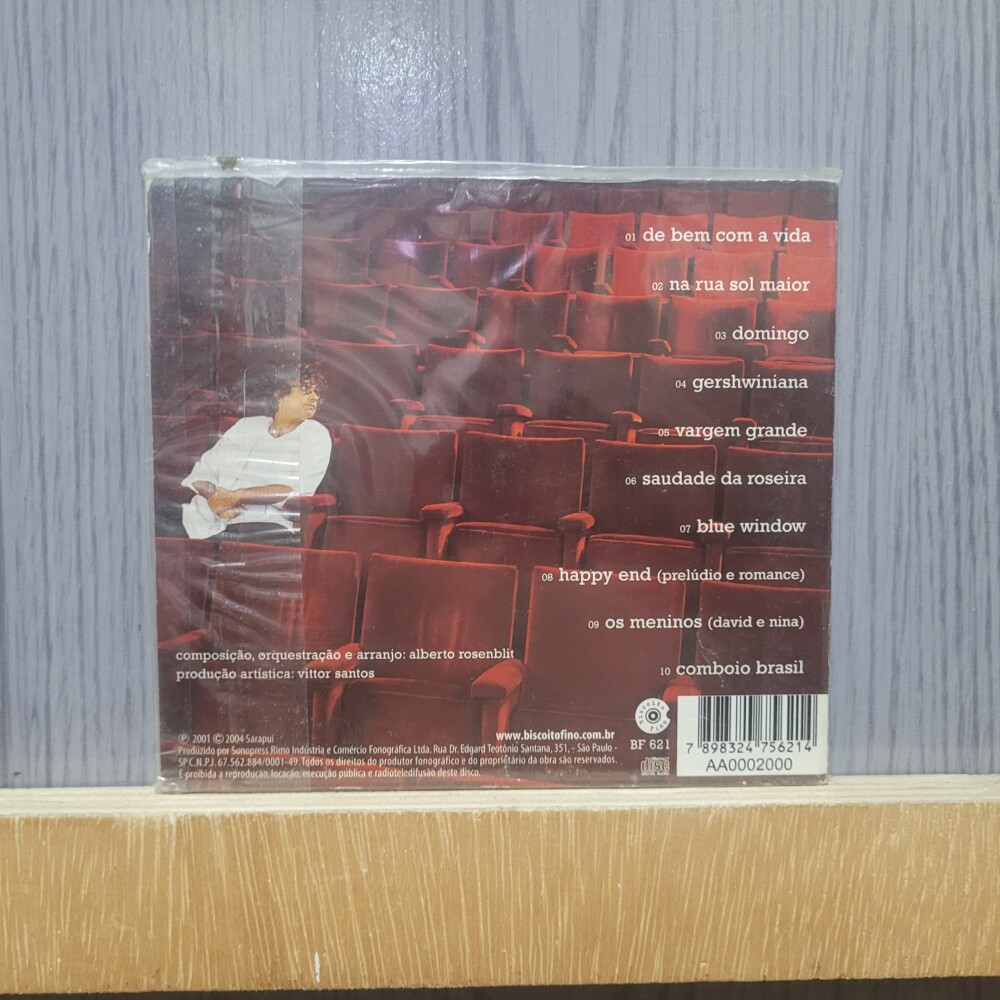 01 de bem com a vida
02 na rua sol maior
03 domingo
04 gershwiniana
05 vargem grande
06 saudade da roseira
07 blue window
08 happy end (prelúdio e romance)
09 os meninos (david e nina)
10 comboio brasil
composição, orquestração e arranjo: alberto rosenblit
produção artística: vittor santos
℗ 2001 © 2004 Sarapuí
www.biscoitofino.com.br
Produzido por Sonopress Rimo Indústria e Comércio Fonográfica Ltda. Rua Dr. Edgard Teotônio Santana, 351, - São Paulo -
SP C.N.P.J. 67.562.884/0001-49. Todos os direitos do produtor fonográfico e do proprietário da obra são reservados.
É proibida a reprodução, locação, execução pública e radioteledifusão deste disco.
biscoito fino
BF 621
disc
7 898324 756214
AA0002000